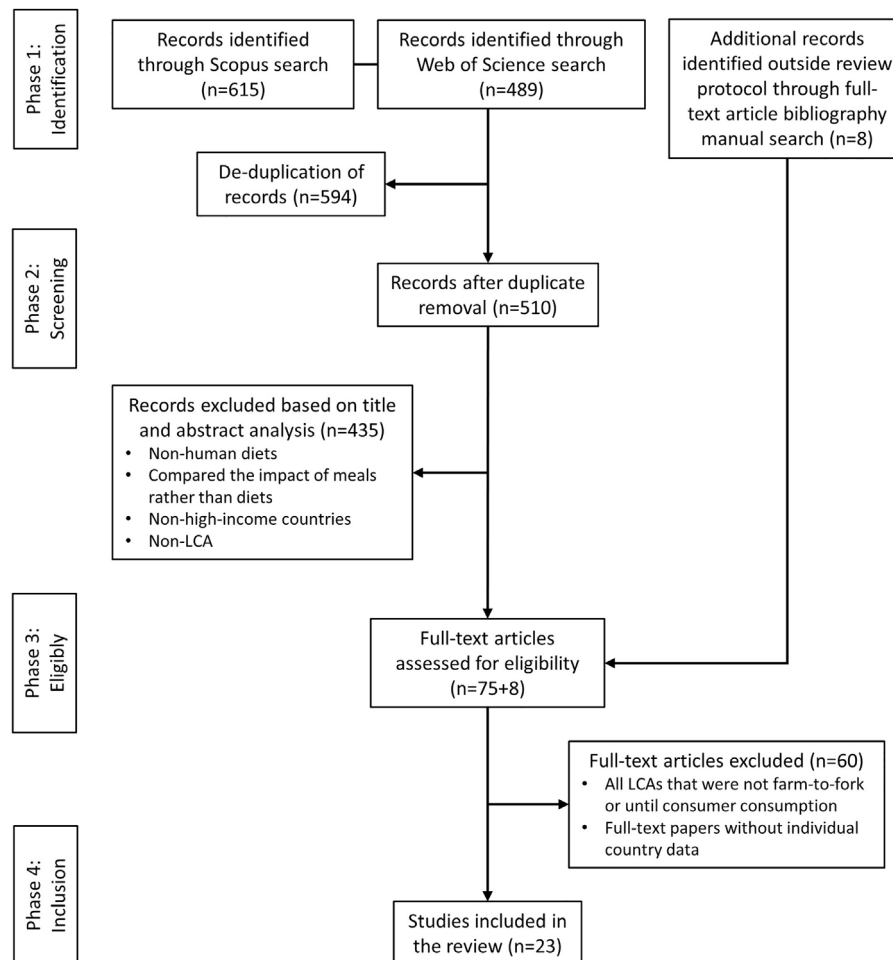 Phase 1:
Identification
Records identified
through Scopus search
(n=615)
Records identified through
Web of Science search
(n=489)
Additional records
identified outside review
protocol through full-
text article bibliography
manual search (n=8)
De-duplication of
records (n=594)
Phase 2:
Screening
Records after duplicate
removal (n=510)
Records excluded based on title
and abstract analysis (n=435)
• Non-human diets
• Compared the impact of meals
rather than diets
• Non-high-income countries
• Non-LCA
Phase 3:
Eligibly
Full-text articles
assessed for eligibility
(n=75+8)
Full-text articles excluded (n=60)
• All LCAs that were not farm-to-fork
or until consumer consumption
• Full-text papers without individual
country data
Phase 4:
Inclusion
Studies included in
the review (n=23)